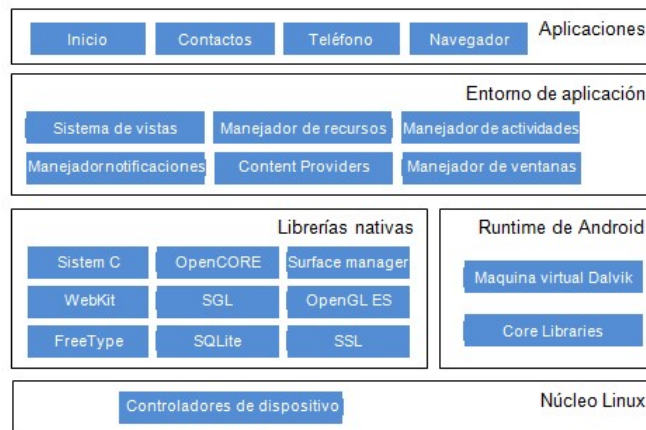 Aplicaciones
Inicio
Contactos
Teléfono
Navegador
Entorno de aplicación
Sistema de vistas
Manejador de recursos
Manejador de actividades
Manejador notificaciones
Content Providers
Manejador de ventanas
Librerías nativas
Sistem C
OpenCORE
Surface manager
WebKit
SGL
OpenGL ES
FreeType
SQLite
SSL
Runtime de Android
Maquina virtual Dalvik
Core Libraries
Núcleo Linux
Controladores de dispositivo